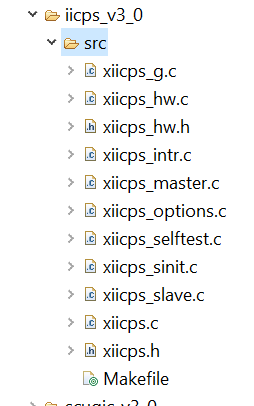 iicps_v3_0
src
xiicps_g.c
xiicps_hw.c
xiicps_hw.h
xiicps_intr.c
xiicps_master.c
xiicps_options.c
xiicps_selftest.c
xiicps_sinit.c
xiicps_slave.c
xiicps.c
xiicps.h
Makefile